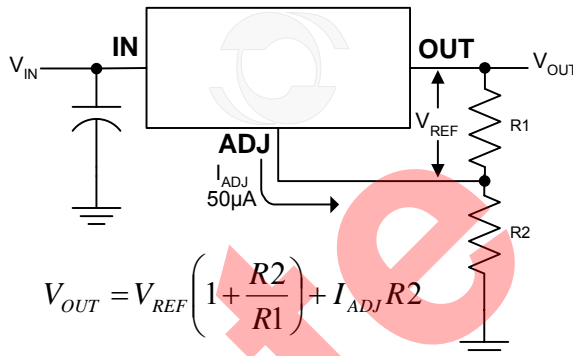 IN
OUT
V_IN
V_OUT
V_REF
R1
ADJ
I_ADJ
50µA
R2
V_OUT = V_REF(1 + R2/R1) + I_ADJ R2